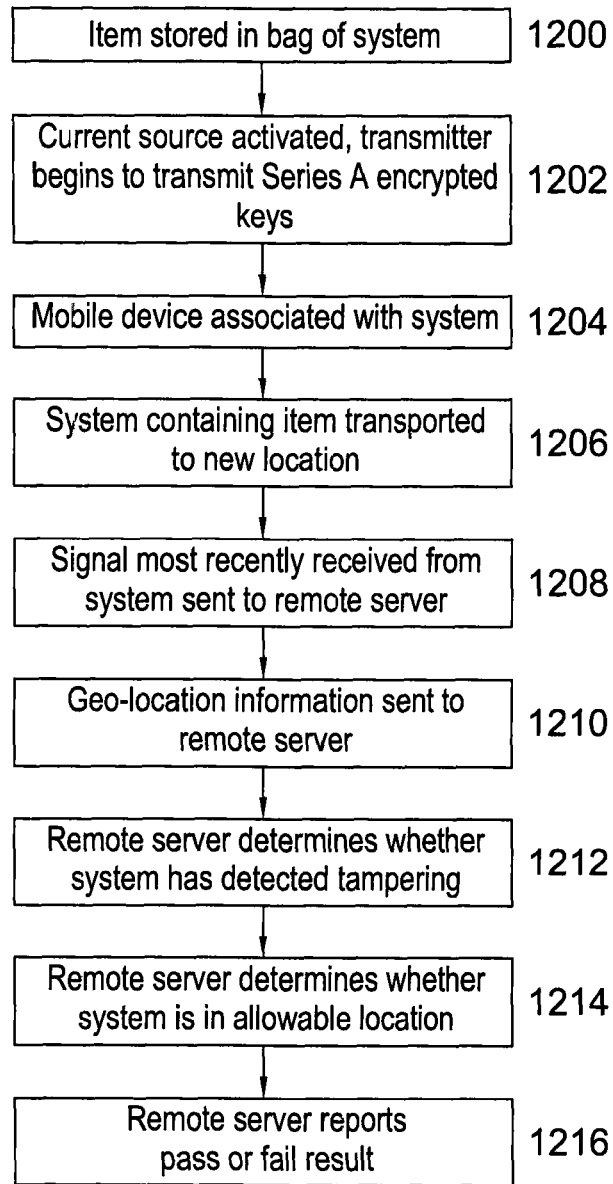 Item stored in bag of system 1200
Current source activated, transmitter
begins to transmit Series A encrypted 1202
keys
Mobile device associated with system 1204
System containing item transported 1206
to new location
Signal most recently received from 1208
system sent to remote server
Geo-location information sent to 1210
remote server
Remote server determines whether 1212
system has detected tampering
Remote server determines whether 1214
system is in allowable location
Remote server reports 1216
pass or fail result